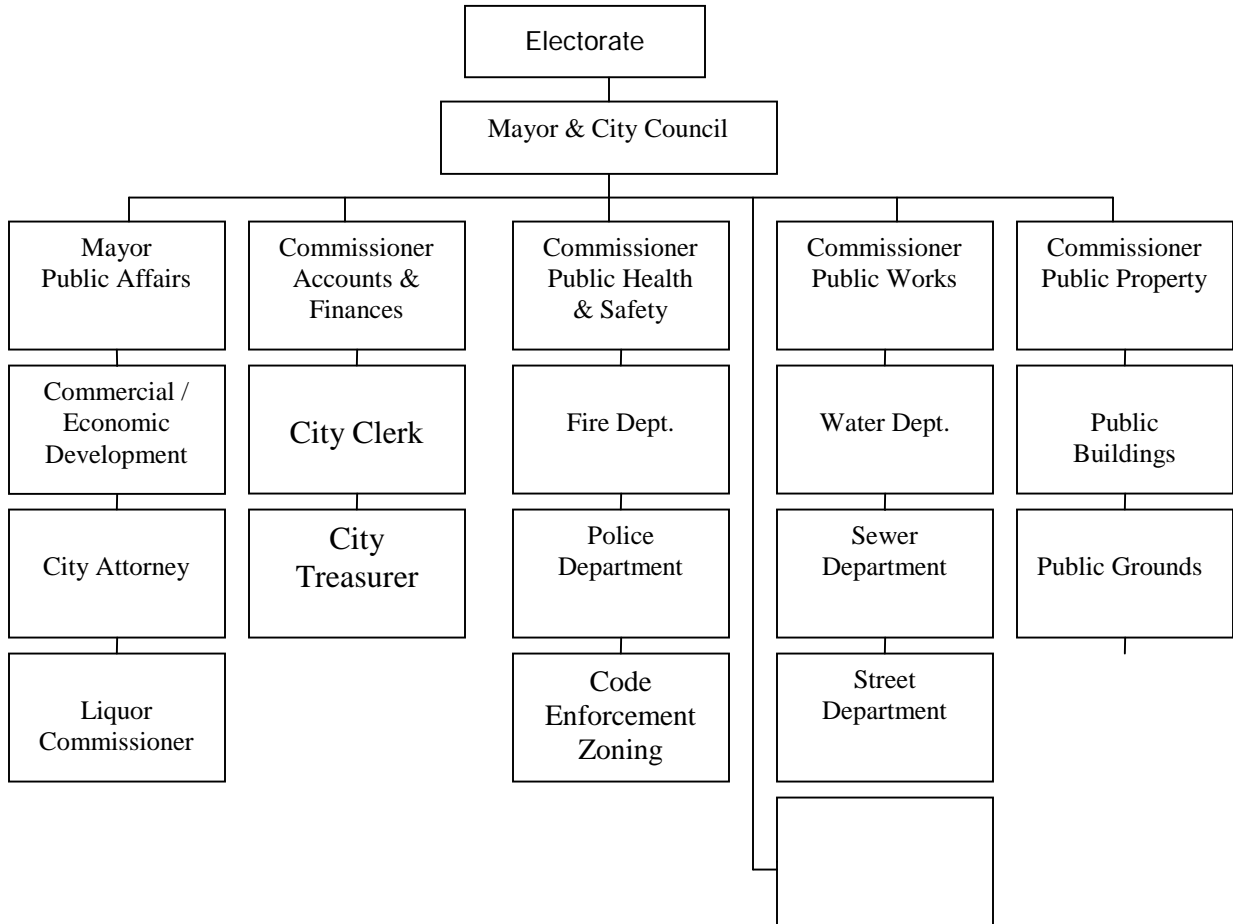 Electorate
Mayor & City Council
Mayor
Public Affairs
Commissioner
Accounts &
Finances
Commissioner
Public Health
& Safety
Commissioner
Public Works
Commissioner
Public Property
Commercial /
Economic
Development
City Clerk
Fire Dept.
Water Dept.
Public
Buildings
City Attorney
City
Treasurer
Police
Department
Sewer
Department
Public Grounds
Liquor
Commissioner
Code
Enforcement
Zoning
Street
Department